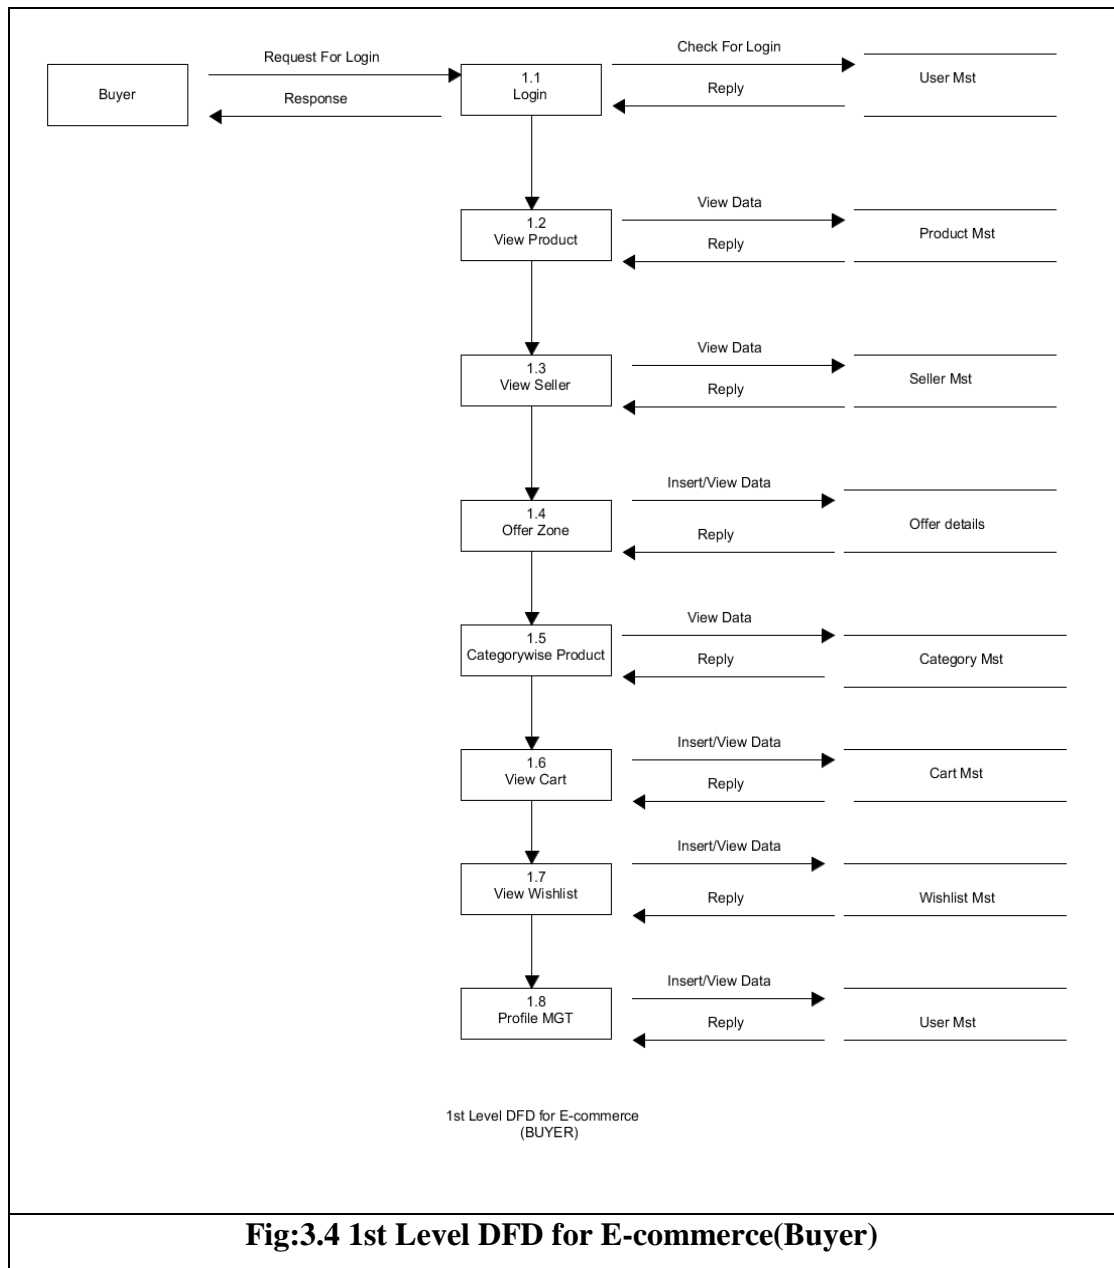 Request For Login
Check For Login
Buyer
1.1
Login
User Mst
Response
Reply
1.2
View Product
View Data
Product Mst
Reply
1.3
View Seller
View Data
Seller Mst
Reply
1.4
Offer Zone
Insert/View Data
Offer details
Reply
1.5
Categorywise Product
View Data
Category Mst
Reply
1.6
View Cart
Insert/View Data
Cart Mst
Reply
1.7
View Wishlist
Insert/View Data
Wishlist Mst
Reply
1.8
Profile MGT
Insert/View Data
User Mst
Reply
1st Level DFD for E-commerce
(BUYER)
Fig:3.4 1st Level DFD for E-commerce(Buyer)